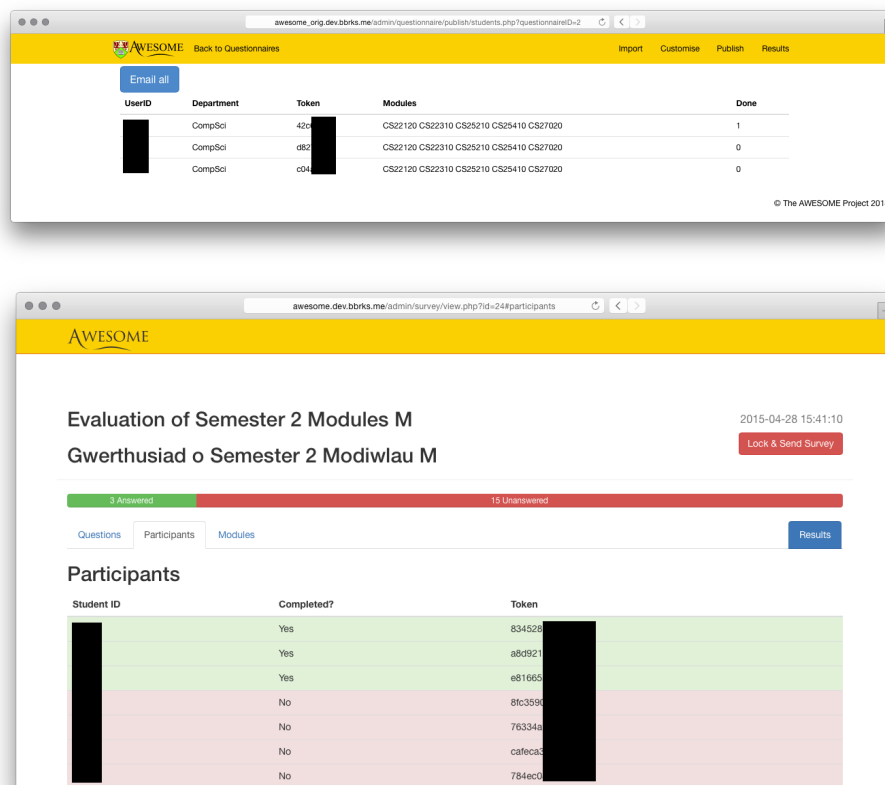 awesome_orig.dev.bbrks.me/admin/questionnaire/publish/students.php?questionnaireID=2
AWESOME Back to Questionnaires Import Customise Publish Results
Email all
UserID Department Token Modules Done
CompSci 42c CS22120 CS22310 CS25210 CS25410 CS27020 1
CompSci d82 CS22120 CS22310 CS25210 CS25410 CS27020 0
CompSci c04 CS22120 CS22310 CS25210 CS25410 CS27020 0
© The AWESOME Project 201
awesome.dev.bbrks.me/admin/survey/view.php?id=24#participants
AWESOME
Evaluation of Semester 2 Modules M
2015-04-28 15:41:10
Lock & Send Survey
Gwerthusiad o Semester 2 Modiwlau M
3 Answered 15 Unanswered
Questions Participants Modules Results
Participants
Student ID Completed? Token
Yes 834528
Yes a8d921
Yes e81665
No 8fc3590
No 76334a
No cafeca3
No 784ec0